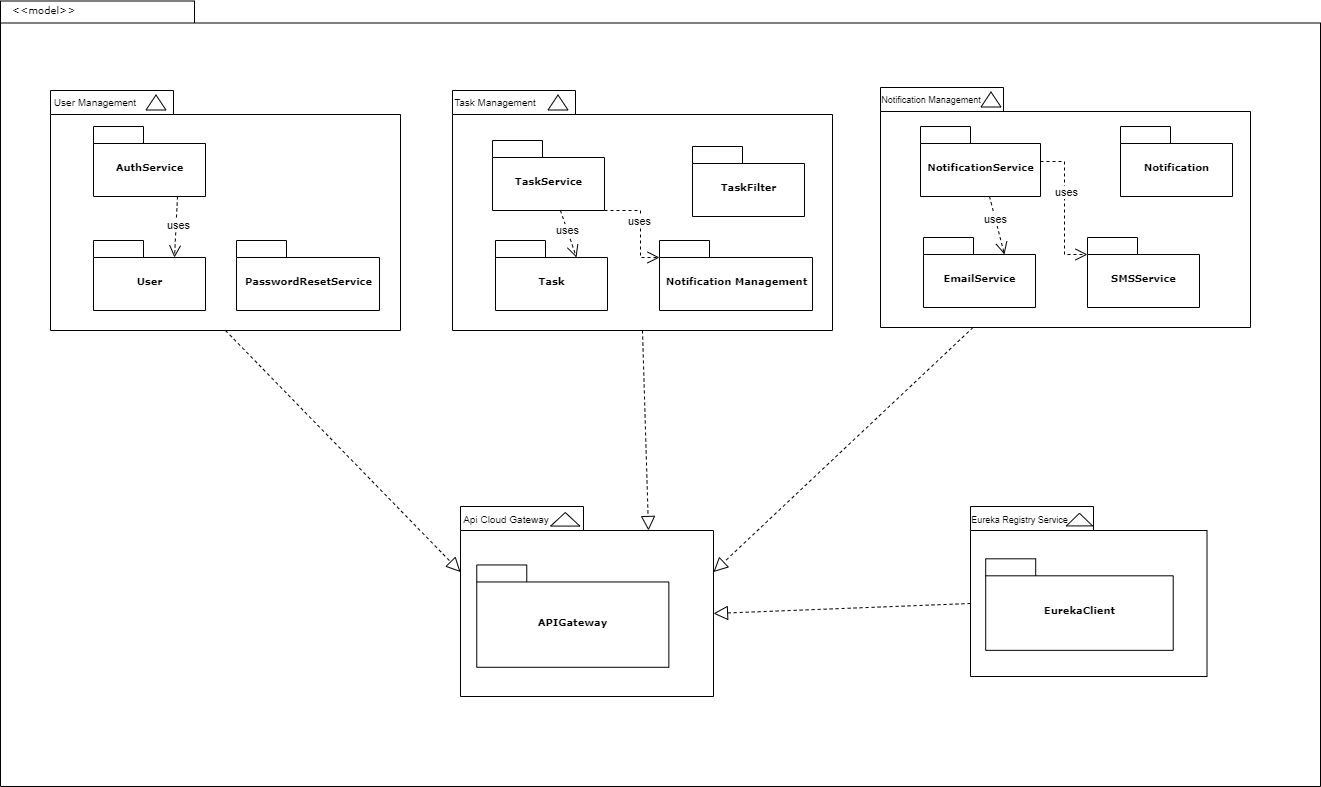 <<model>>
User Management
AuthService
uses
User
PasswordResetService
Task Management
TaskService
TaskFilter
uses
uses
Task
Notification Management
Notification Management
NotificationService
Notification
uses
uses
EmailService
SMSService
Api Cloud Gateway
APIGateway
Eureka Registry Service
EurekaClient